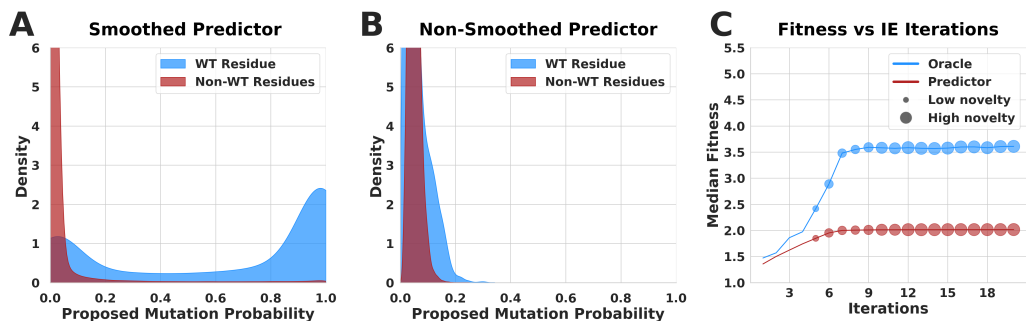 A
Smoothed Predictor
Density
6
5
4
3
2
1
0
WT Residue
Non-WT Residues
0.0 0.2 0.4 0.6 0.8 1.0
Proposed Mutation Probability
B
Non-Smoothed Predictor
Density
6
5
4
3
2
1
0
WT Residue
Non-WT Residues
0.0 0.2 0.4 0.6 0.8 1.0
Proposed Mutation Probability
C
Fitness vs IE Iterations
Median Fitness
5.5
5.0
4.5
4.0
3.5
3.0
2.5
2.0
1.5
1.0
Oracle
Predictor
Low novelty
High novelty
3 6 9 12 15 18
Iterations